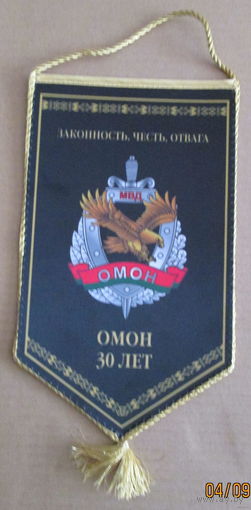 ЗАКОННОСТЬ, ЧЕСТЬ, ОТВАГА
МВД
ОМОН
ОМОН
30 ЛЕТ
04/09